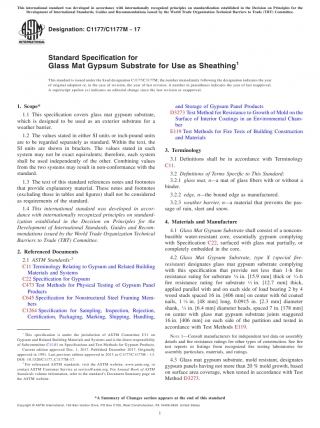 This international standard was developed in accordance with internationally recognized principles on standardization established in the Decision on Principles for the
Development of International Standards, Guides and Recommendations issued by the World Trade Organization Technical Barriers to Trade (TBT) Committee.
Designation: C1177/C1177M − 17
Standard Specification for
Glass Mat Gypsum Substrate for Use as Sheathing1
This standard is issued under the fixed designation C1177/C1177M; the number immediately following the designation indicates the year
of original adoption or, in the case of revision, the year of last revision. A number in parentheses indicates the year of last reapproval.
A superscript epsilon (ε) indicates an editorial change since the last revision or reapproval.
1. Scope*
1.1 This specification covers glass mat gypsum substrate,
which is designed to be used as an exterior substrate for a
weather barrier.
1.2 The values stated in either SI units or inch-pound units
are to be regarded separately as standard. Within the text, the
SI units are shown in brackets. The values stated in each
system may not be exact equivalents; therefore, each system
shall be used independently of the other. Combining values
from the two systems may result in non-conformance with the
standard.
1.3 The text of this standard references notes and footnotes
that provide explanatory material. These notes and footnotes
(excluding those in tables and figures) shall not be considered
as requirements of the standard.
1.4 This international standard was developed in accor-
dance with internationally recognized principles on standard-
ization established in the Decision on Principles for the
Development of International Standards, Guides and Recom-
mendations issued by the World Trade Organization Technical
Barriers to Trade (TBT) Committee.
2. Referenced Documents
2.1 ASTM Standards:2
C11 Terminology Relating to Gypsum and Related Building
Materials and Systems
C22 Specification for Gypsum
C473 Test Methods for Physical Testing of Gypsum Panel
Products
C645 Specification for Nonstructural Steel Framing Mem-
bers
C1264 Specification for Sampling, Inspection, Rejection,
Certification, Packaging, Marking, Shipping, Handling,
1 This specification is under the jurisdiction of ASTM Committee C11 on
Gypsum and Related Building Materials and Systems and is the direct responsibility
of Subcommittee C11.01 on Specifications and Test Methods for Gypsum Products.
Current edition approved Dec. 1, 2017. Published December 2017. Originally
approved in 1991. Last previous edition approved in 2013 as C1177/C1177M – 13.
DOI: 10.1520/C1177_C1177M-17.
2 For referenced ASTM standards, visit the ASTM website, www.astm.org, or
contact ASTM Customer Service at service@astm.org. For Annual Book of ASTM
Standards volume information, refer to the standard's Document Summary page on
the ASTM website.
and Storage of Gypsum Panel Products
D3273 Test Method for Resistance to Growth of Mold on the
Surface of Interior Coatings in an Environmental Cham-
ber
E119 Test Methods for Fire Tests of Building Construction
and Materials
3. Terminology
3.1 Definitions shall be in accordance with Terminology
C11.
3.2 Definitions of Terms Specific to This Standard:
3.2.1 glass mat, n—a mat of glass fibers with or without a
binder.
3.2.2 edge, n—the bound edge as manufactured.
3.2.3 weather barrier, n—a material that prevents the pas-
sage of rain, sleet and snow.
4. Materials and Manufacture
4.1 Glass Mat Gypsum Substrate shall consist of a noncom-
bustible water-resistant core, essentially gypsum complying
with Specification C22, surfaced with glass mat partially or
completely embedded in the core.
4.2 Glass Mat Gypsum Substrate, type X (special fire-
resistant) designates glass mat gypsum substrate complying
with this specification that provide not less than 1-h fire
resistance rating for substrate 5⁄8 in. [15.9 mm] thick or 3⁄4-h
fire resistance rating for substrate 1⁄2 in. [12.7 mm] thick,
applied parallel with and on each side of load bearing 2 by 4
wood studs spaced 16 in. [406 mm] on center with 6d coated
nails, 1 7⁄8 in. [48 mm] long, 0.0915 in. [2.3 mm] diameter
shank, 1⁄4 in. [6.4 mm] diameter heads, spaced 7 in. [178 mm]
on center with glass mat gypsum substrate joints staggered
16 in. [406 mm] on each side of the partition and tested in
accordance with Test Methods E119.
NOTE 1—Consult manufacturers for independent test data on assembly
details and fire resistance ratings for other types of construction. See fire
test reports or listings from recognized fire testing laboratories for
assembly particulars, materials, and ratings.
4.3 Glass mat gypsum substrate, mold resistant, designates
gypsum panels having not more than 20 % mold growth, based
on surface area coverage, when tested in accordance with Test
Method D3273.
*A Summary of Changes section appears at the end of this standard
Copyright © ASTM International, 100 Barr Harbor Drive, PO Box C700, West Conshohocken, PA 19428-2959. United States
1